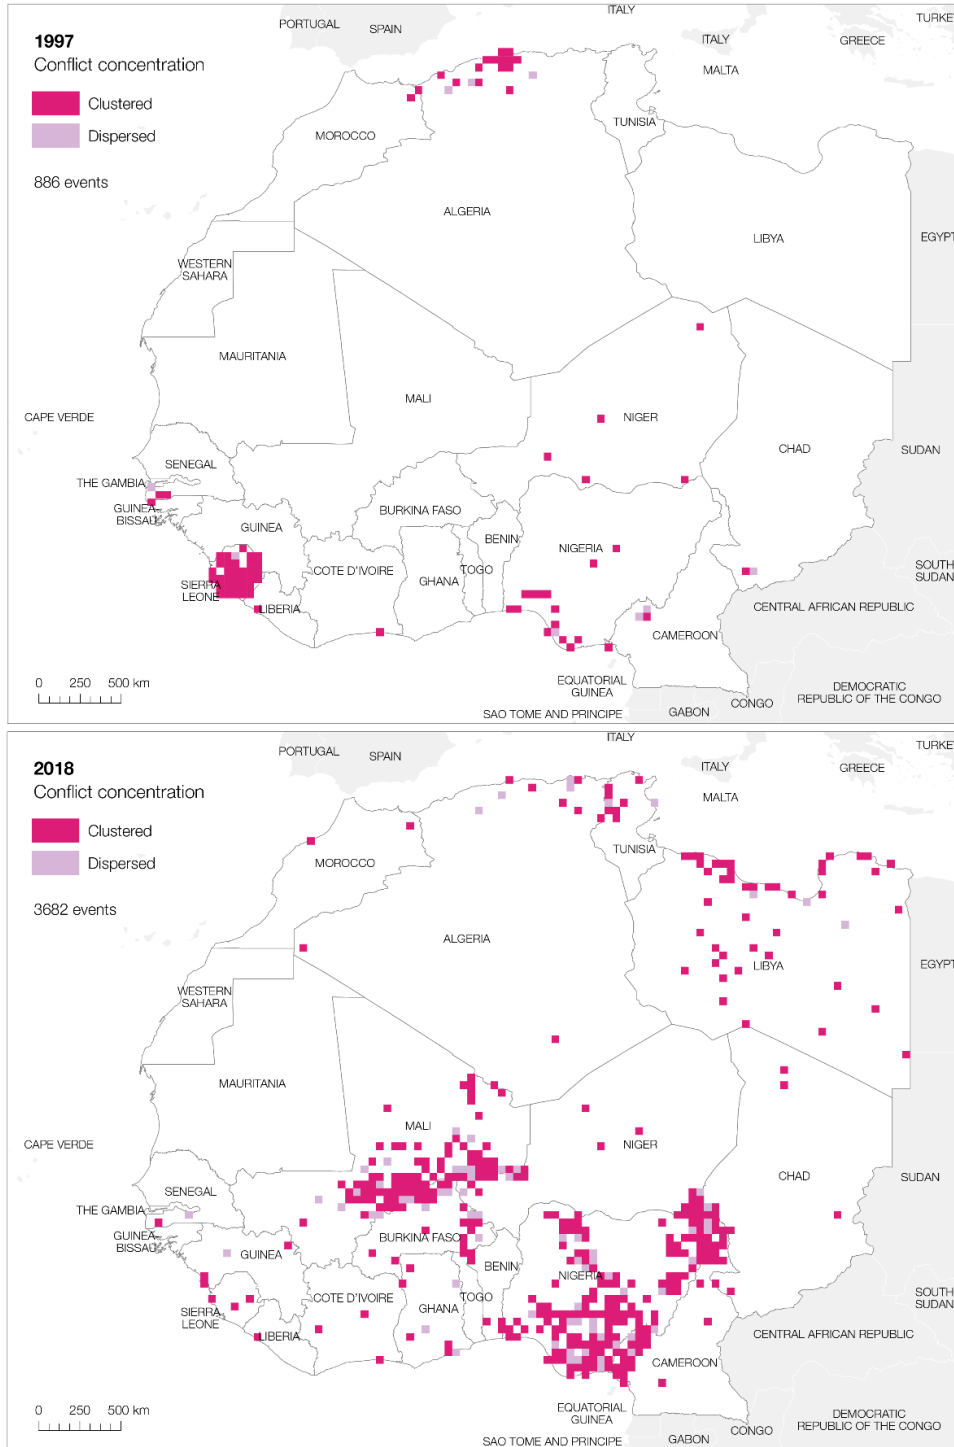 ITALY
PORTUGAL
SPAIN
TURKE
1997
ITALY
GREECE
Conflict concentration
MALTA
Clustered
Dispersed
TUNISIA
MOROCCO
886 events
ALGERIA
LIBYA
EGYPT
WESTERN
SAHARA
MAURITANIA
MALI
CAPE VERDE
NIGER
CHAD
SUDAN
SENEGAL
THE GAMBIA
GUINEA-
BISSAU
BURKINA FASO
GUINEA
BENIN
NIGERIA
COTE D'IVOIRE
GHANA
TOGO
SOUTH
SUDAN
SIERRA
LEONE
LIBERIA
CENTRAL AFRICAN REPUBLIC
CAMEROON
0 250 500 km
EQUATORIAL
GUINEA
DEMOCRATIC
REPUBLIC OF THE CONGO
CONGO
SAO TOME AND PRINCIPE
GABON
ITALY
PORTUGAL
SPAIN
TURKE
2018
ITALY
GREECE
Conflict concentration
MALTA
Clustered
Dispersed
TUNISIA
MOROCCO
3682 events
ALGERIA
LIBYA
EGYPT
WESTERN
SAHARA
MAURITANIA
MALI
CAPE VERDE
NIGER
CHAD
SUDAN
SENEGAL
THE GAMBIA
GUINEA-
BISSAU
BURKINA FASO
GUINEA
BENIN
NIGERIA
COTE D'IVOIRE
GHANA
TOGO
SOUTH
SUDAN
SIERRA
LEONE
LIBERIA
CENTRAL AFRICAN REPUBLIC
CAMEROON
0 250 500 km
EQUATORIAL
GUINEA
DEMOCRATIC
REPUBLIC OF THE CONGO
CONGO
SAO TOME AND PRINCIPE
GABON